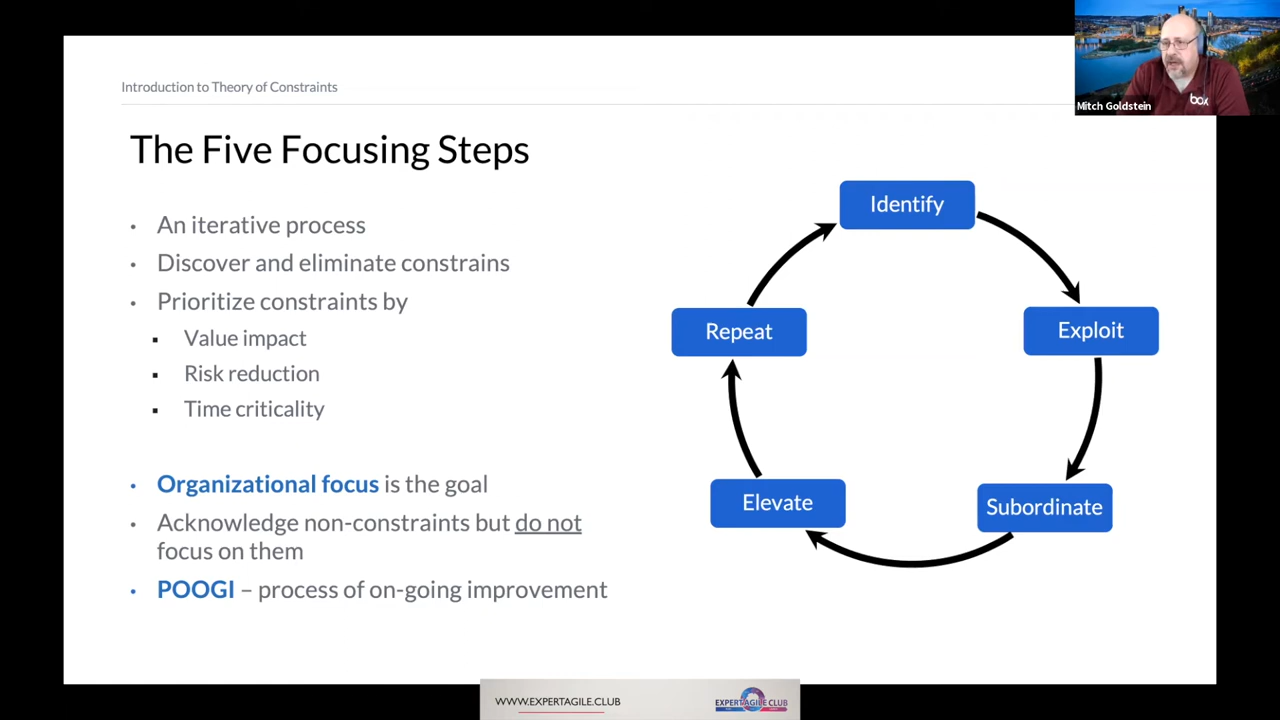 Introduction to Theory of Constraints
The Five Focusing Steps
• An iterative process
• Discover and eliminate constrains
• Prioritize constraints by
▪ Value impact
▪ Risk reduction
▪ Time criticality
• Organizational focus is the goal
• Acknowledge non-constraints but do not
focus on them
• POOGI – process of on-going improvement
Identify
Exploit
Subordinate
Elevate
Repeat
box
Mitch Goldstein
WWW.EXPERTAGILE.CLUB
EXPERTAGILE CLUB